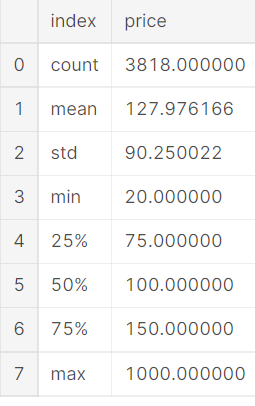 index price
0 count 3818.000000
1 mean 127.976166
2 std 90.250022
3 min 20.000000
4 25% 75.000000
5 50% 100.000000
6 75% 150.000000
7 max 1000.000000